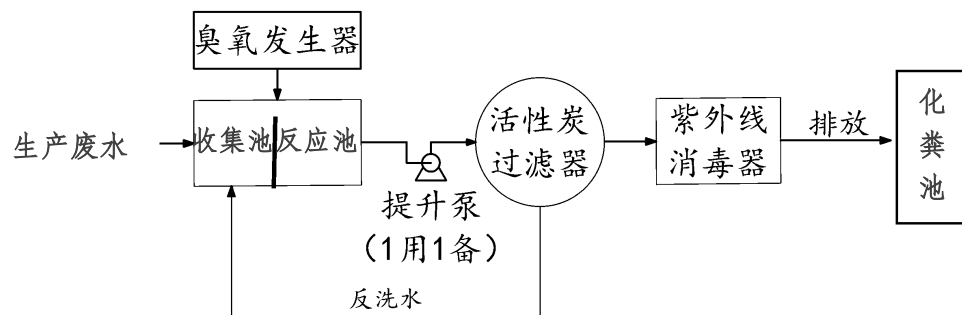 臭氧发生器
生产废水
收集池
反应池
提升泵
（1用1备）
活性炭
过滤器
紫外线
消毒器
排放
化
粪
池
反洗水